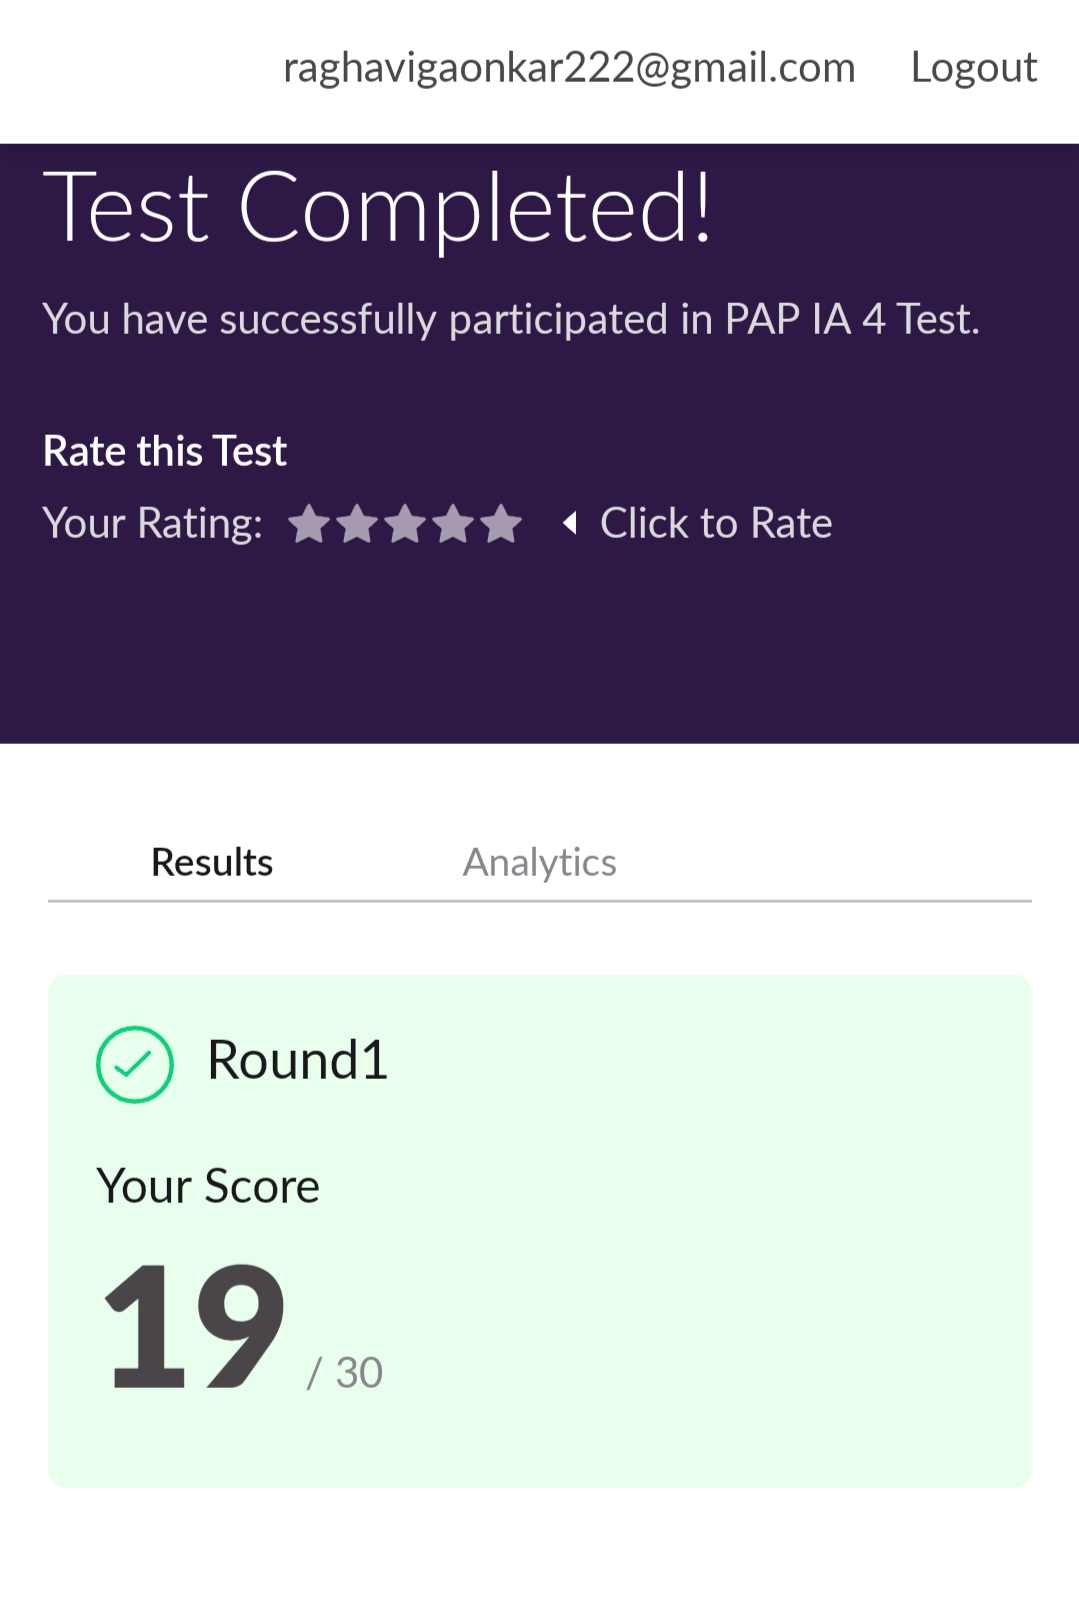 raghavigaonkar222@gmail.com Logout
Test Completed!
You have successfully participated in PAP IA 4 Test.
Rate this Test
Your Rating: Click to Rate
Results Analytics
Round1
Your Score
19 / 30